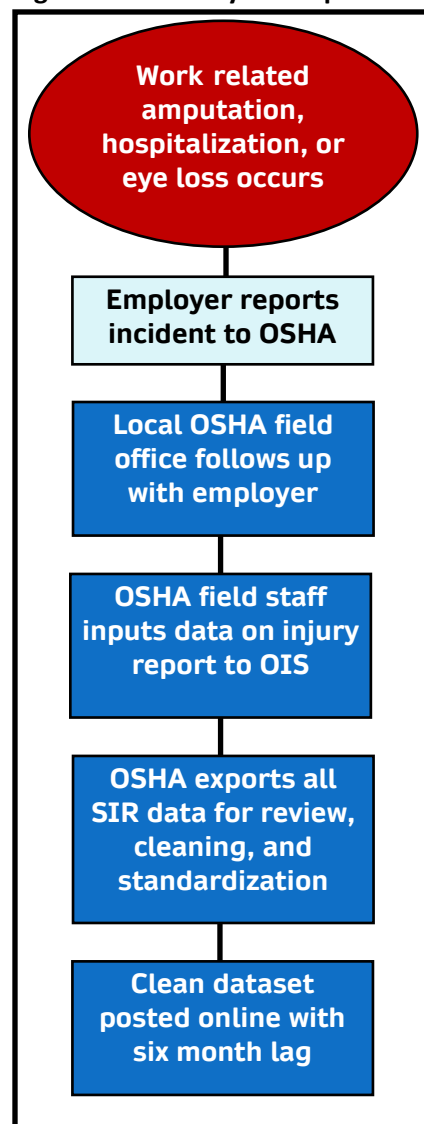 Work related
amputation,
hospitalization, or
eye loss occurs
Employer reports
incident to OSHA
Local OSHA field
office follows up
with employer
OSHA field staff
inputs data on injury
report to OIS
OSHA exports all
SIR data for review,
cleaning, and
standardization
Clean dataset
posted online with
six month lag